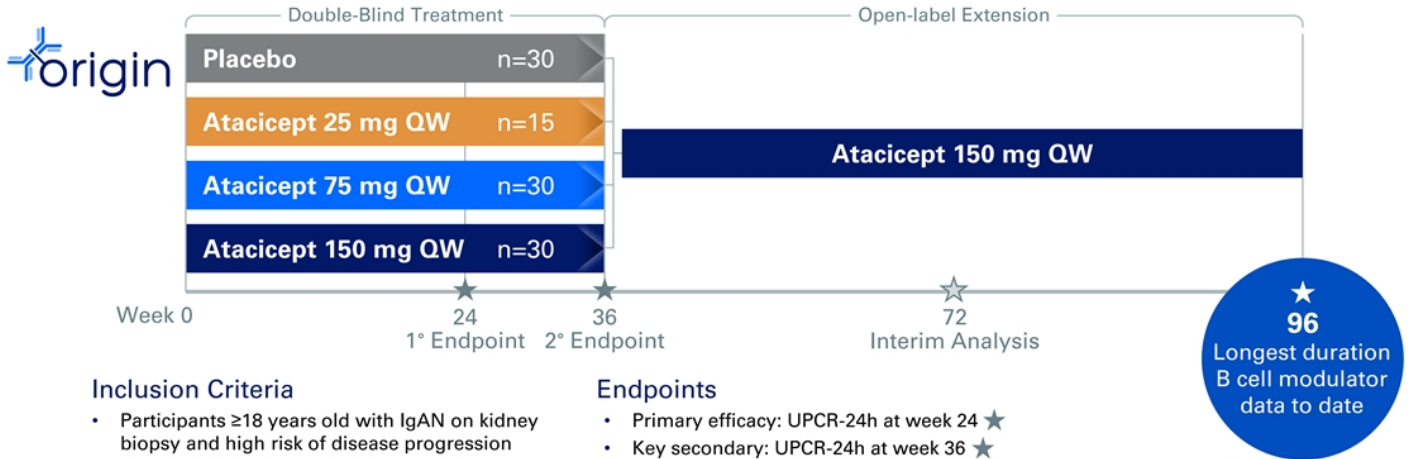 Double-Blind Treatment
Open-label Extension
origin
Placebo n=30
Atacicept 25 mg QW n=15
Atacicept 75 mg QW n=30
Atacicept 150 mg QW n=30
Atacicept 150 mg QW
Week 0
24
1° Endpoint
36
2° Endpoint
72
Interim Analysis
96
Longest duration
B cell modulator
data to date
Inclusion Criteria
• Participants ≥18 years old with IgAN on kidney
biopsy and high risk of disease progression
Endpoints
• Primary efficacy: UPCR-24h at week 24 ★
• Key secondary: UPCR-24h at week 36 ★